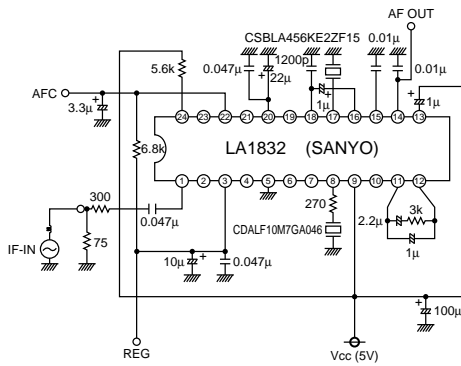 AF OUT
CSBLA456KE2ZF15
0.01μ
5.6k
0.047μ
1200p
22μ
0.01μ
1μ
1μ
AFC
3.3μ
24 23 22 21 20 19 18 17 16 15 14 13
6.8k
LA1832 (SANYO)
1 2 3 4 5 6 7 8 9 10 11 12
300
0.047μ
270
2.2μ
3k
IF-IN
75
CDALF10M7GA046
1μ
10μ
0.047μ
100μ
REG
Vcc (5V)